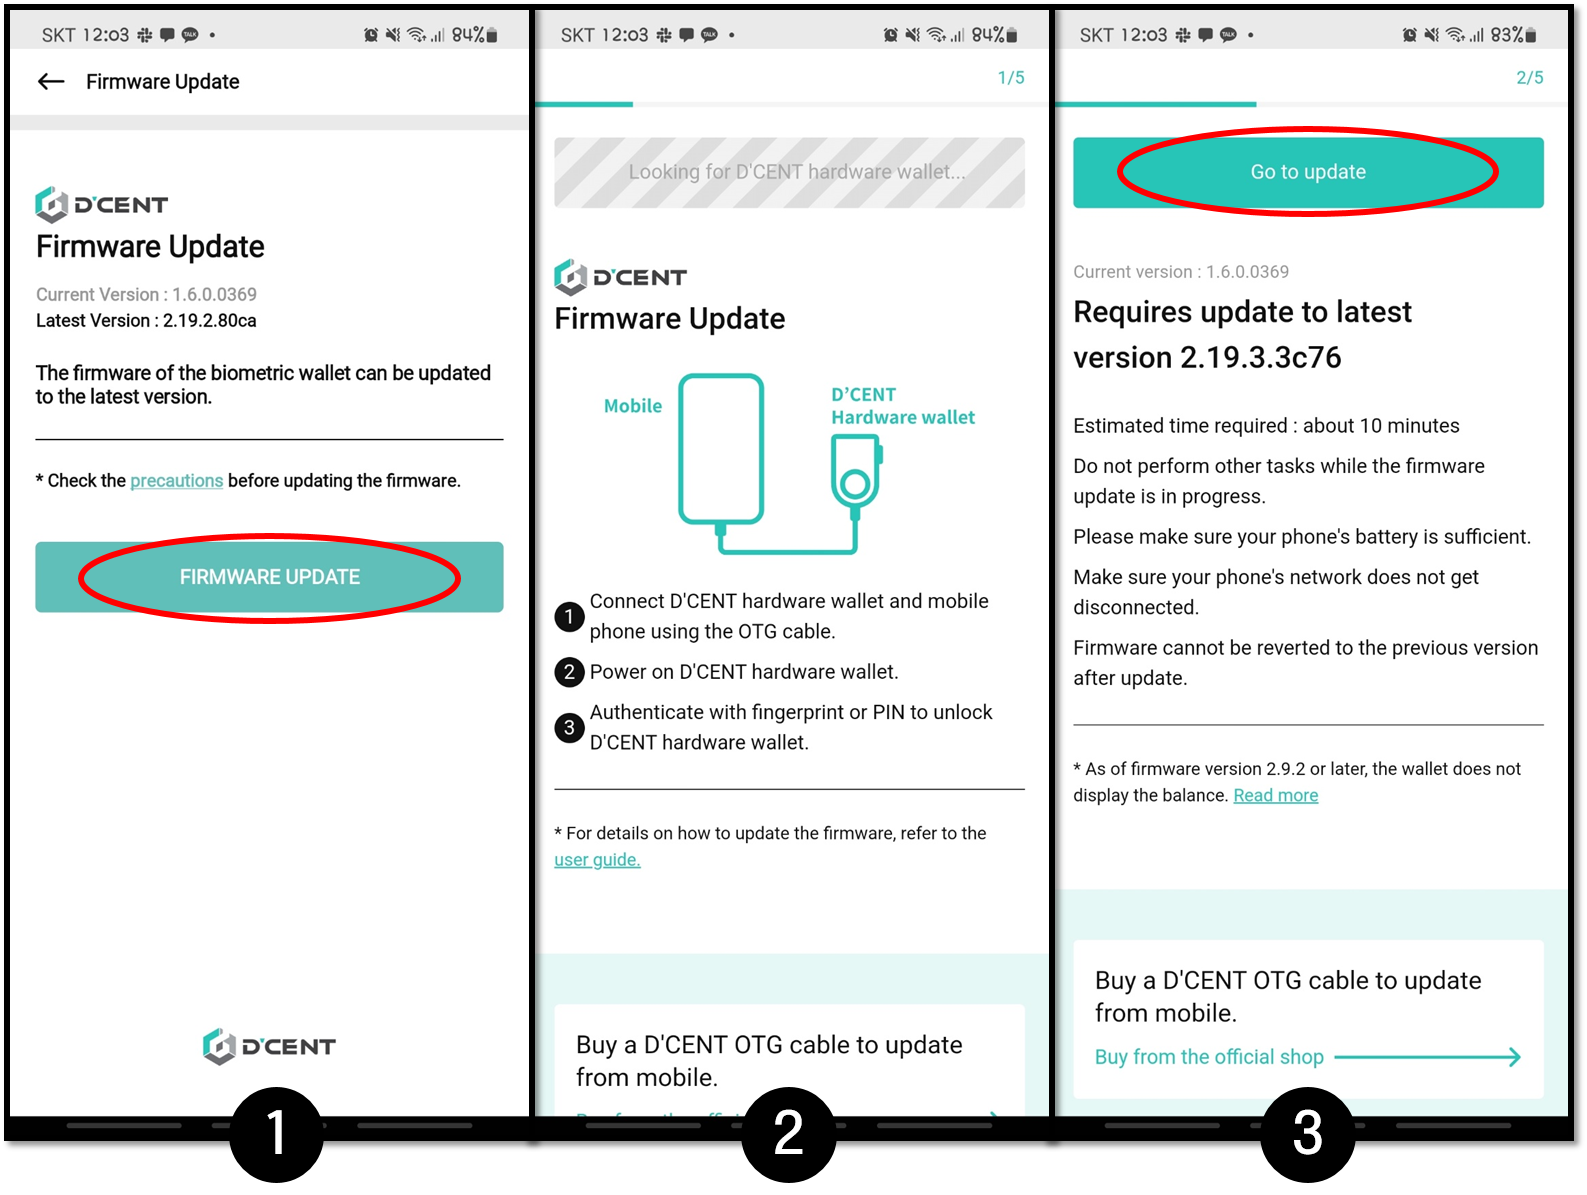 SKT 12:03
84%
Firmware Update
D'CENT
Firmware Update
Current Version : 1.6.0.0369
Latest Version : 2.19.2.80ca
The firmware of the biometric wallet can be updated
to the latest version.
* Check the precautions before updating the firmware.
FIRMWARE UPDATE
D'CENT
1
SKT 12:03
TALK
84%
1/5
Looking for D'CENT hardware wallet...
D'CENT
Firmware Update
Mobile
D'CENT
Hardware wallet
1 Connect D'CENT hardware wallet and mobile
phone using the OTG cable.
2 Power on D'CENT hardware wallet.
3 Authenticate with fingerprint or PIN to unlock
D'CENT hardware wallet.
* For details on how to update the firmware, refer to the
user guide.
Buy a D'CENT OTG cable to update
from mobile.
2
SKT 12:03
TALK
83%
2/5
Go to update
Current version : 1.6.0.0369
Requires update to latest
version 2.19.3.3c76
Estimated time required : about 10 minutes
Do not perform other tasks while the firmware
update is in progress.
Please make sure your phone's battery is sufficient.
Make sure your phone's network does not get
disconnected.
Firmware cannot be reverted to the previous version
after update.
* As of firmware version 2.9.2 or later, the wallet does not
display the balance. Read more
Buy a D'CENT OTG cable to update
from mobile.
Buy from the official shop
3